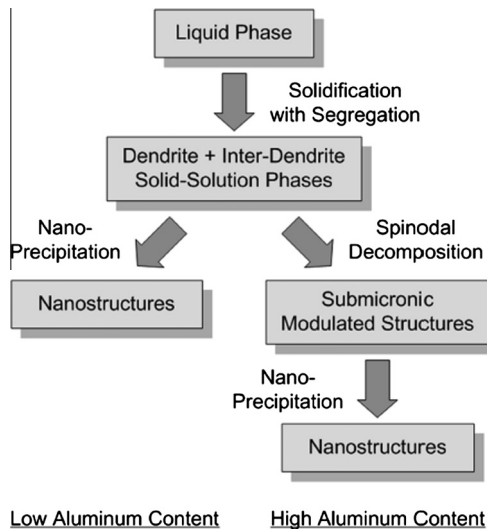 Liquid Phase
Solidification
with Segregation
Dendrite + Inter-Dendrite
Solid-Solution Phases
Nano-
Precipitation
Spinodal
Decomposition
Nanostructures
Submicronic
Modulated Structures
Nano-
Precipitation
Nanostructures
Low Aluminum Content
High Aluminum Content